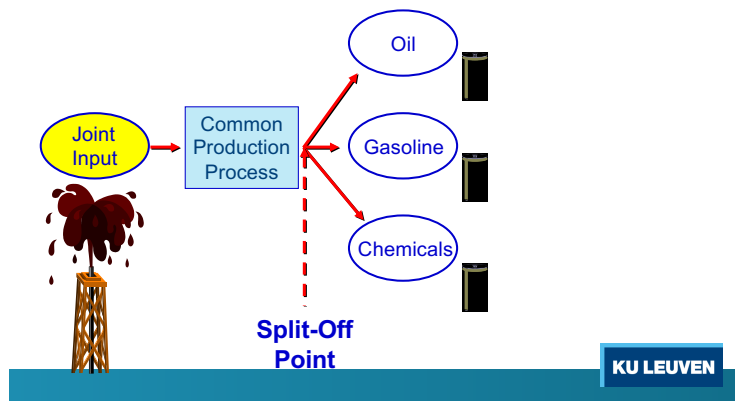 Oil
Joint
Input
Common
Production
Process
Gasoline
Chemicals
Split-Off
Point
KU LEUVEN